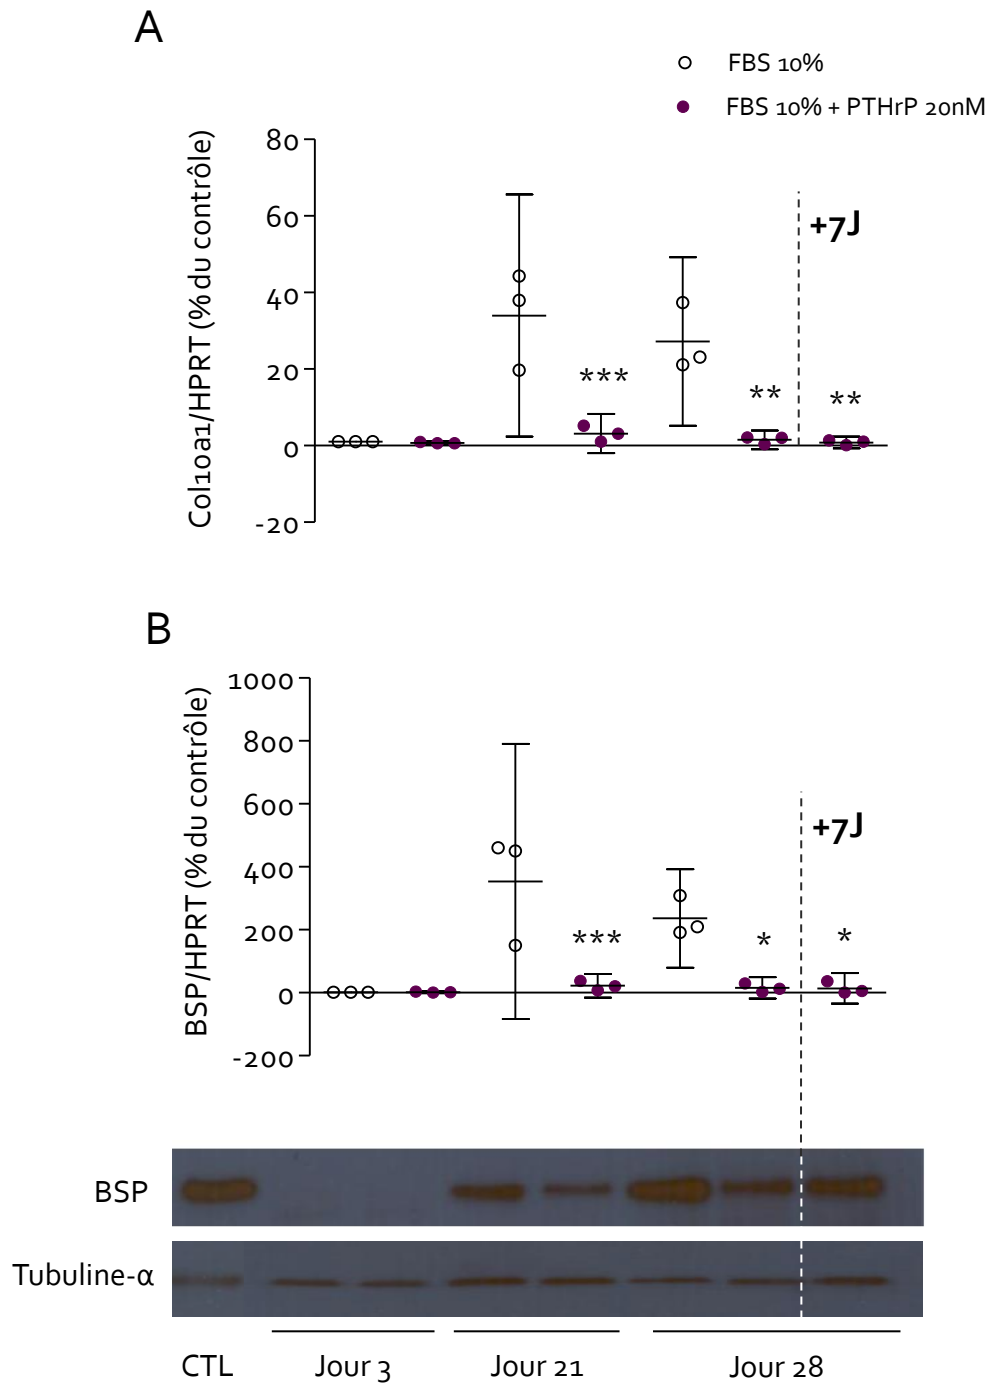 A
FBS 10%
FBS 10% + PTHrP 20nM
Col10a1/HPRT (% du contrôle)
80
60
40
20
0
-20
+7J
***
**
**
B
BSP/HPRT (% du contrôle)
1000
800
600
400
200
0
-200
+7J
***
*
*
BSP
Tubuline-α
CTL
Jour 3
Jour 21
Jour 28